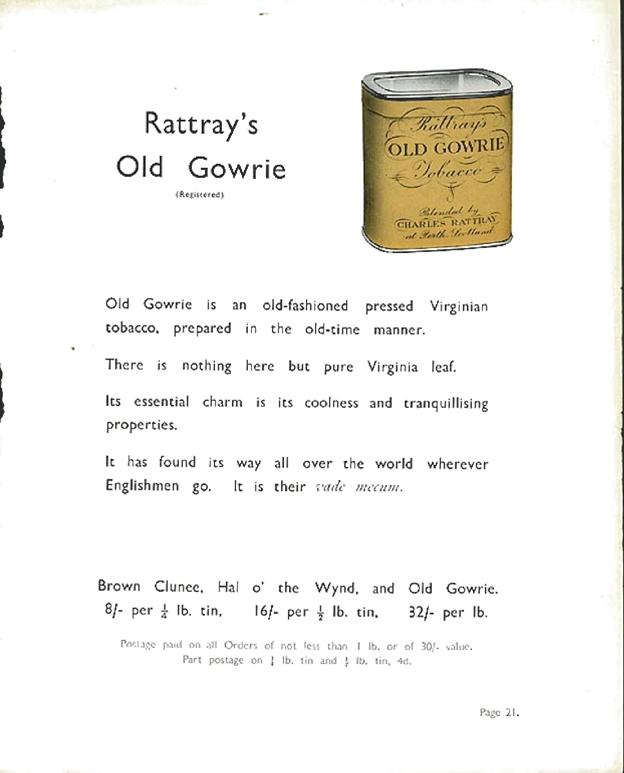 Rattray's
Old Gowrie
(Registered)
Rattray's
OLD GOWRIE
Tobacco
Blended by
CHARLES RATTRAY
at Perth, Scotland
Old Gowrie is an old-fashioned pressed Virginian
tobacco, prepared in the old-time manner.
There is nothing here but pure Virginia leaf.
Its essential charm is its coolness and tranquillising
properties.
It has found its way all over the world wherever
Englishmen go. It is their vade mecum.
Brown Clunee, Hal o' the Wynd, and Old Gowrie.
8/- per ¼ lb. tin, 16/- per ½ lb. tin, 32/- per lb.
Postage paid on all Orders of not less than 1 lb. or of 30/- value.
Part postage on lb. tin and lb. tin, 4d.
Page 21.